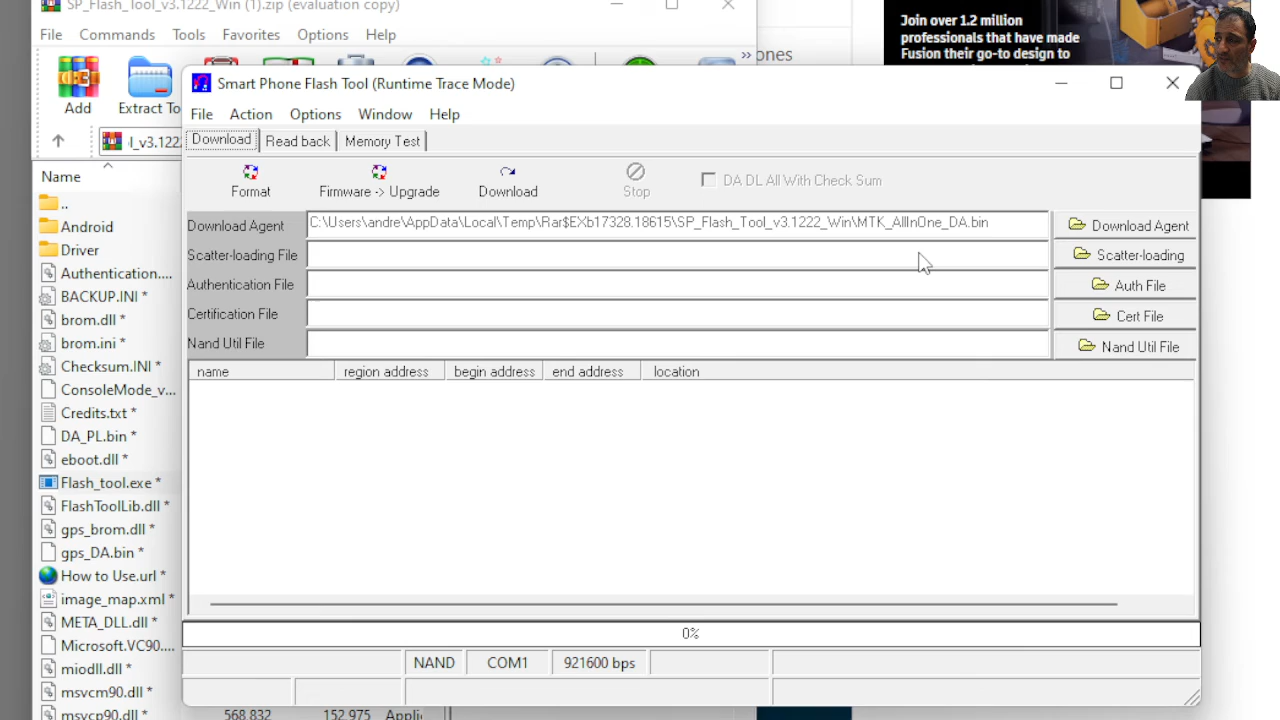 SP_Flash_Tool_v3.1222_Win (1).zip (evaluation copy)
File Commands Tools Favorites Options Help
Add
Extract To
l_v3.122
Name
..
Android
Driver
Authentication....
BACKUP.INI *
brom.dll *
brom.ini *
Checksum.INI *
ConsoleMode_v...
Credits.txt *
DA_PL.bin *
eboot.dll *
Flash_tool.exe *
FlashToolLib.dll *
gps_brom.dll *
gps_DA.bin *
How to Use.url *
image_map.xml *
META_DLL.dll *
Microsoft.VC90....
miodll.dll *
msvcm90.dll *
msvcp90.dll *
568.832 152.975 Appli
» ones
Join over 1.2 million
professionals that have made
Fusion their go-to design to
Smart Phone Flash Tool (Runtime Trace Mode)
File Action Options Window Help
Download Read back Memory Test
Format Firmware -> Upgrade Download Stop DA DL All With Check Sum
Download Agent C:\Users\andre\AppData\Local\Temp\Rar$EXb17328.18615\SP_Flash_Tool_v3.1222_Win\MTK_AllInOne_DA.bin Download Agent
Scatter-loading File Scatter-loading
Authentication File Auth File
Certification File Cert File
Nand Util File Nand Util File
name region address begin address end address location
0%
NAND COM1 921600 bps